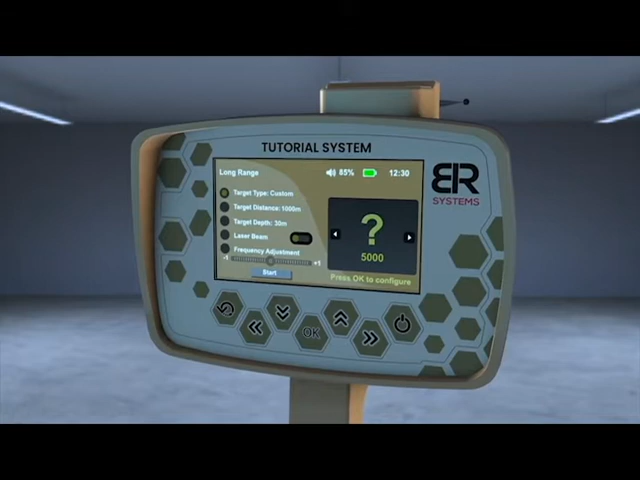 TUTORIAL SYSTEM
BR
SYSTEMS
Long Range
85%
12:30
Target Type: Custom
Target Distance: 1000m
Target Depth: 30m
Laser Beam
Frequency Adjustment
-1
+1
Start
?
5000
Press OK to configure
OK